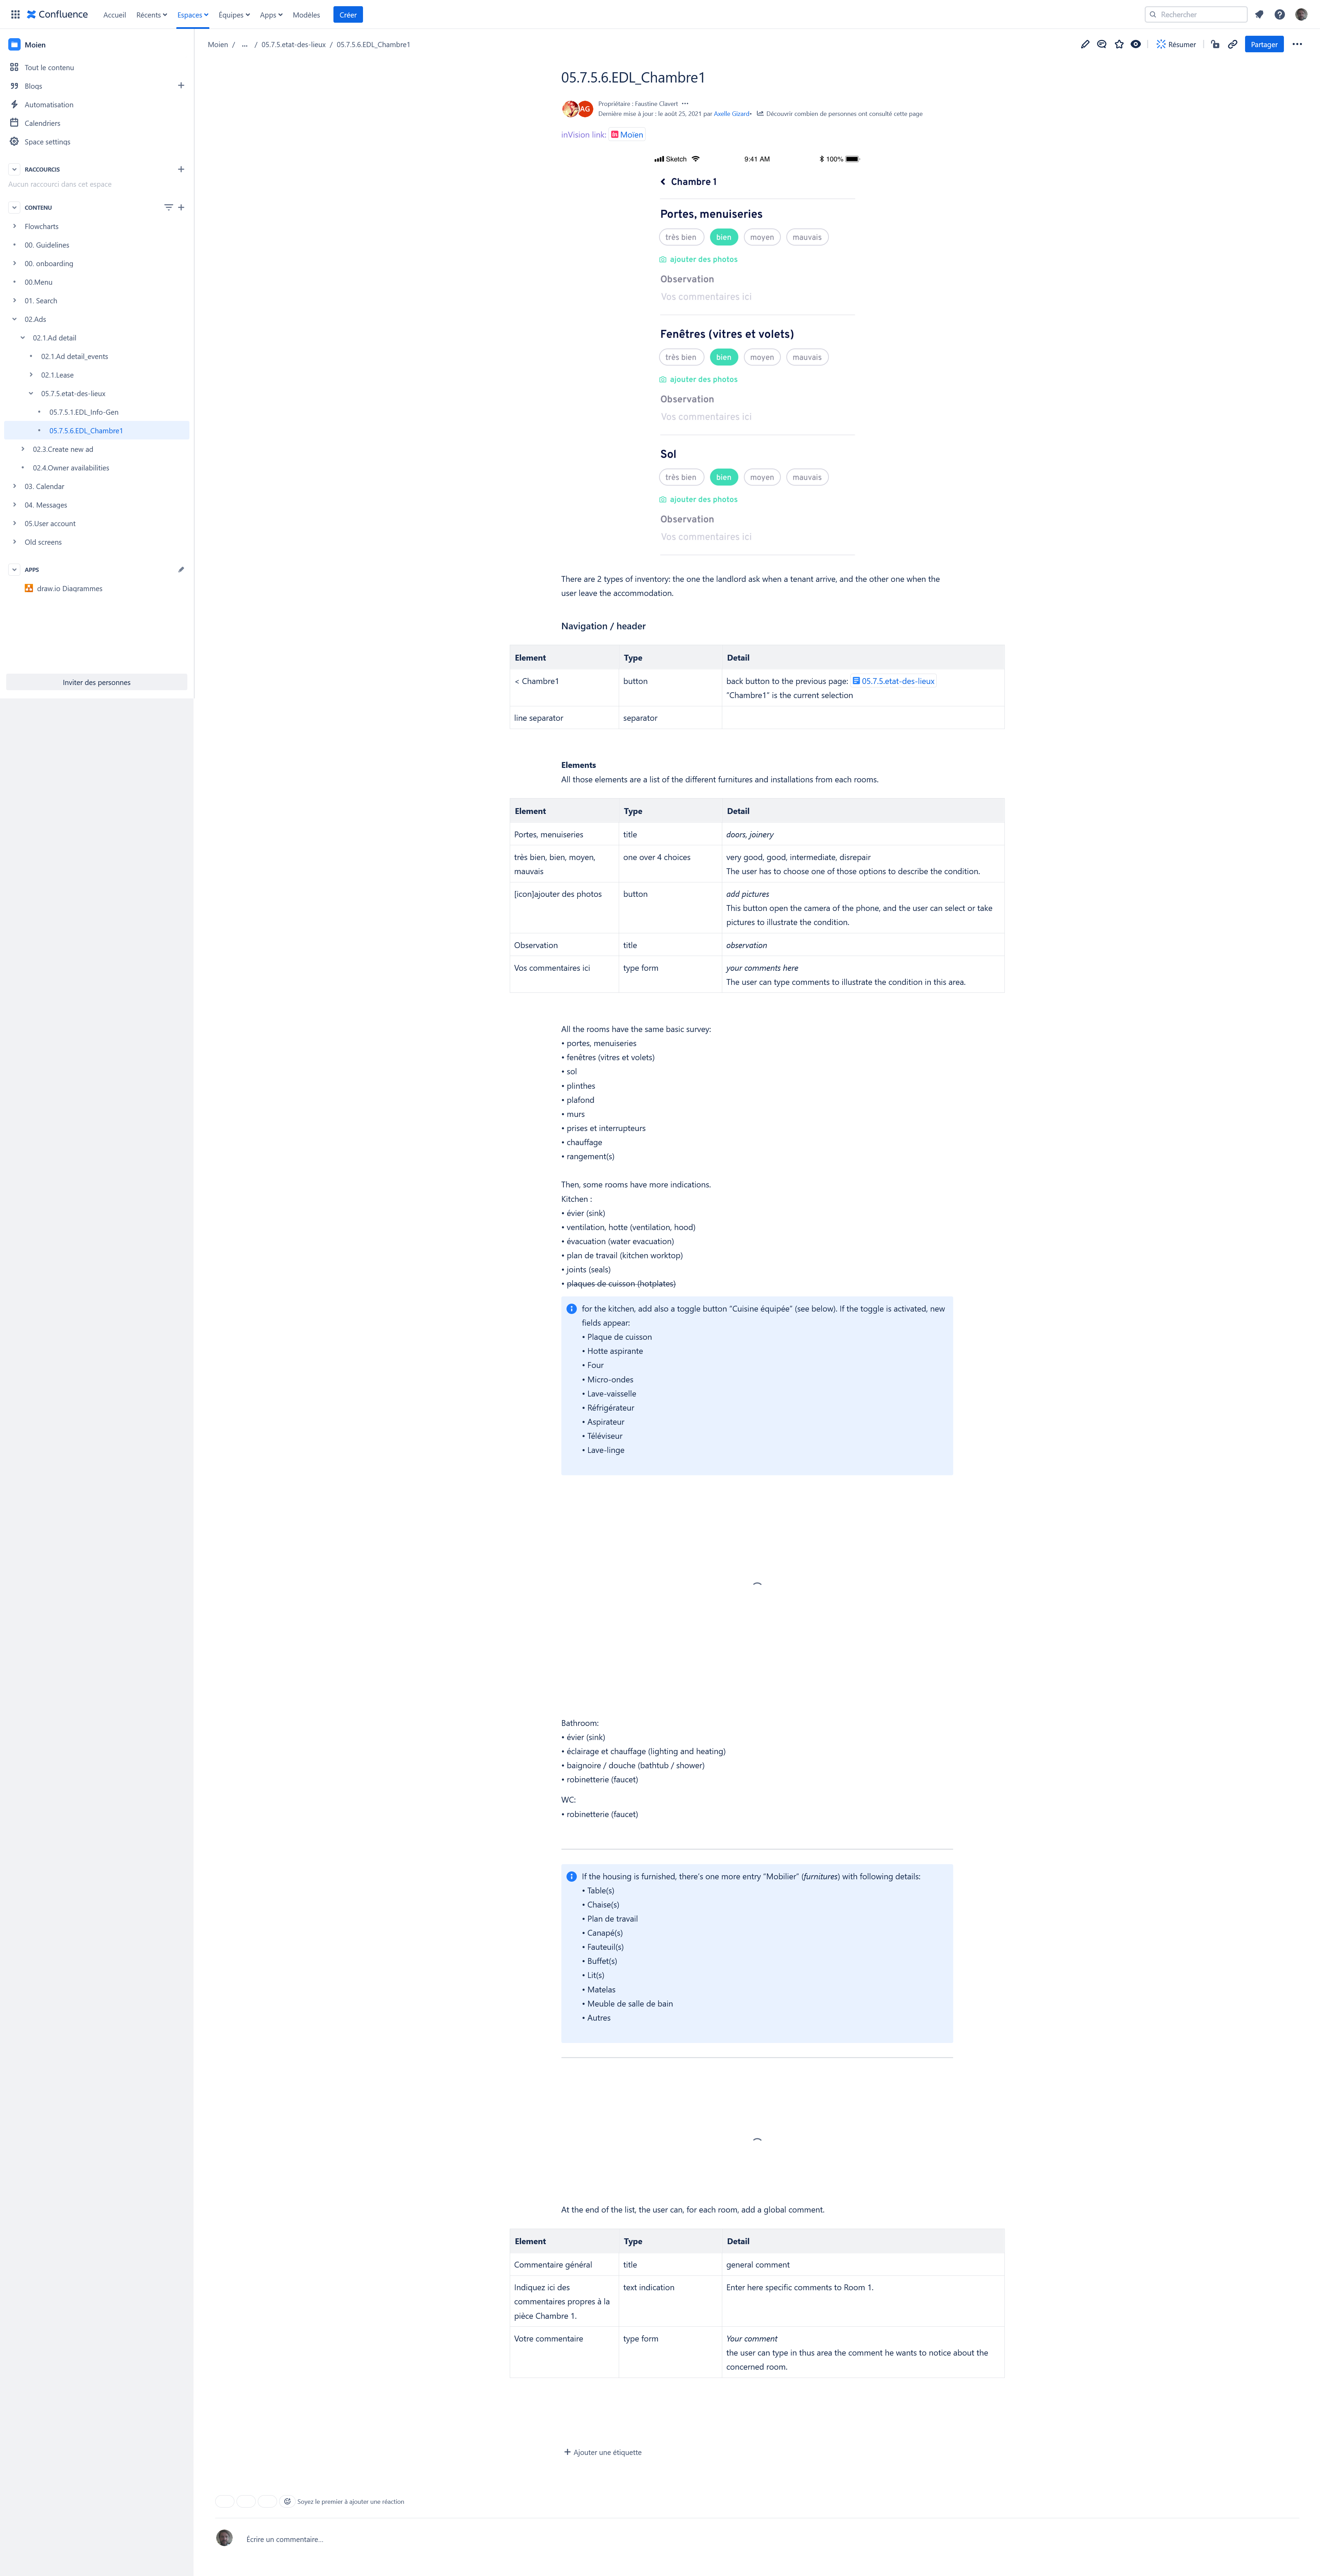 Confluence
Accueil
Récents
Espaces
Équipes
Apps
Modèles
Créer
Rechercher
Moien
Tout le contenu
Blogs
Automatisation
Calendriers
Space settings
RACCOURCIS
Aucun raccourci dans cet espace
CONTENU
Flowcharts
00. Guidelines
00. onboarding
00.Menu
01. Search
02.Ads
02.1.Ad detail
02.1.Ad detail_events
02.1.Lease
05.7.5.etat-des-lieux
05.7.5.1.EDL_Info-Gen
05.7.5.6.EDL_Chambre1
02.3.Create new ad
02.4.Owner availabilities
03. Calendar
04. Messages
05.User account
Old screens
APPS
draw.io Diagrammes
Inviter des personnes
Moien / ... / 05.7.5.etat-des-lieux / 05.7.5.6.EDL_Chambre1
Résumer
Partager
05.7.5.6.EDL_Chambre1
AG
Propriétaire : Faustine Clavert
Dernière mise à jour : le août 25, 2021 par Axelle Gizard• Découvrir combien de personnes ont consulté cette page
inVision link: in Moïen
Sketch 9:41 AM 100%
Chambre 1
Portes, menuiseries
très bien bien moyen mauvais
ajouter des photos
Observation
Vos commentaires ici
Fenêtres (vitres et volets)
très bien bien moyen mauvais
ajouter des photos
Observation
Vos commentaires ici
Sol
très bien bien moyen mauvais
ajouter des photos
Observation
Vos commentaires ici
There are 2 types of inventory: the one the landlord ask when a tenant arrive, and the other one when the
user leave the accommodation.
Navigation / header
Element Type Detail
< Chambre1 button back button to the previous page: 05.7.5.etat-des-lieux
"Chambre1" is the current selection
line separator separator
Elements
All those elements are a list of the different furnitures and installations from each rooms.
Element Type Detail
Portes, menuiseries title doors, joinery
très bien, bien, moyen, one over 4 choices very good, good, intermediate, disrepair
mauvais The user has to choose one of those options to describe the condition.
[icon]ajouter des photos button add pictures
This button open the camera of the phone, and the user can select or take
pictures to illustrate the condition.
Observation title observation
Vos commentaires ici type form your comments here
The user can type comments to illustrate the condition in this area.
All the rooms have the same basic survey:
• portes, menuiseries
• fenêtres (vitres et volets)
• sol
• plinthes
• plafond
• murs
• prises et interrupteurs
• chauffage
• rangement(s)
Then, some rooms have more indications.
Kitchen :
• évier (sink)
• ventilation, hotte (ventilation, hood)
• évacuation (water evacuation)
• plan de travail (kitchen worktop)
• joints (seals)
• plaques de cuisson (hotplates)
for the kitchen, add also a toggle button "Cuisine équipée" (see below). If the toggle is activated, new
fields appear:
• Plaque de cuisson
• Hotte aspirante
• Four
• Micro-ondes
• Lave-vaisselle
• Réfrigérateur
• Aspirateur
• Téléviseur
• Lave-linge
Bathroom:
• évier (sink)
• éclairage et chauffage (lighting and heating)
• baignoire / douche (bathtub / shower)
• robinetterie (faucet)
WC:
• robinetterie (faucet)
If the housing is furnished, there's one more entry "Mobilier" (furnitures) with following details:
• Table(s)
• Chaise(s)
• Plan de travail
• Canapé(s)
• Fauteuil(s)
• Buffet(s)
• Lit(s)
• Matelas
• Meuble de salle de bain
• Autres
At the end of the list, the user can, for each room, add a global comment.
Element Type Detail
Commentaire général title general comment
Indiquez ici des text indication Enter here specific comments to Room 1.
commentaires propres à la
pièce Chambre 1.
Votre commentaire type form Your comment
the user can type in thus area the comment he wants to notice about the
concerned room.
Ajouter une étiquette
Soyez le premier à ajouter une réaction
Écrire un commentaire...